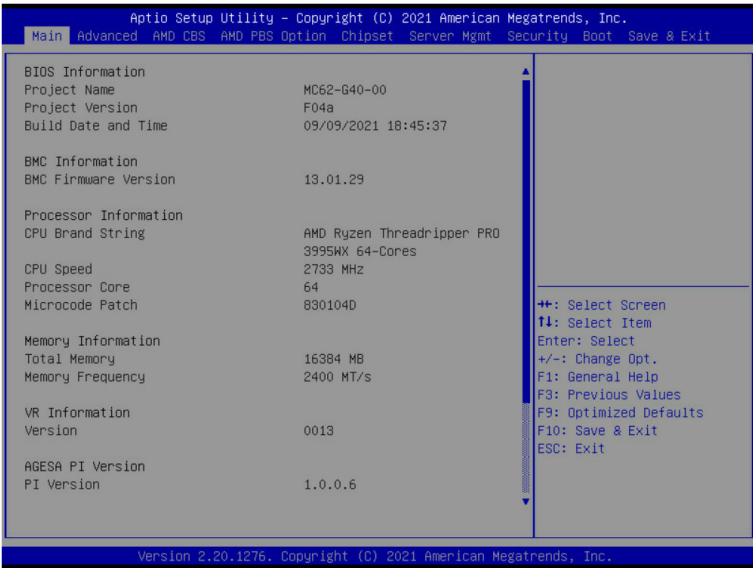 Aptio Setup Utility – Copyright (C) 2021 American Megatrends, Inc.
Main Advanced AMD CBS AMD PBS Option Chipset Server Mgmt Security Boot Save & Exit
BIOS Information
Project Name MC62-G40-00
Project Version F04a
Build Date and Time 09/09/2021 18:45:37
BMC Information
BMC Firmware Version 13.01.29
Processor Information
CPU Brand String AMD Ryzen Threadripper PRO
3995WX 64-Cores
CPU Speed 2733 MHz
Processor Core 64
Microcode Patch 830104D
Memory Information
Total Memory 16384 MB
Memory Frequency 2400 MT/s
VR Information
Version 0013
AGESA PI Version
PI Version 1.0.0.6
→←: Select Screen
↑↓: Select Item
Enter: Select
+/-: Change Opt.
F1: General Help
F3: Previous Values
F9: Optimized Defaults
F10: Save & Exit
ESC: Exit
Version 2.20.1276. Copyright (C) 2021 American Megatrends, Inc.